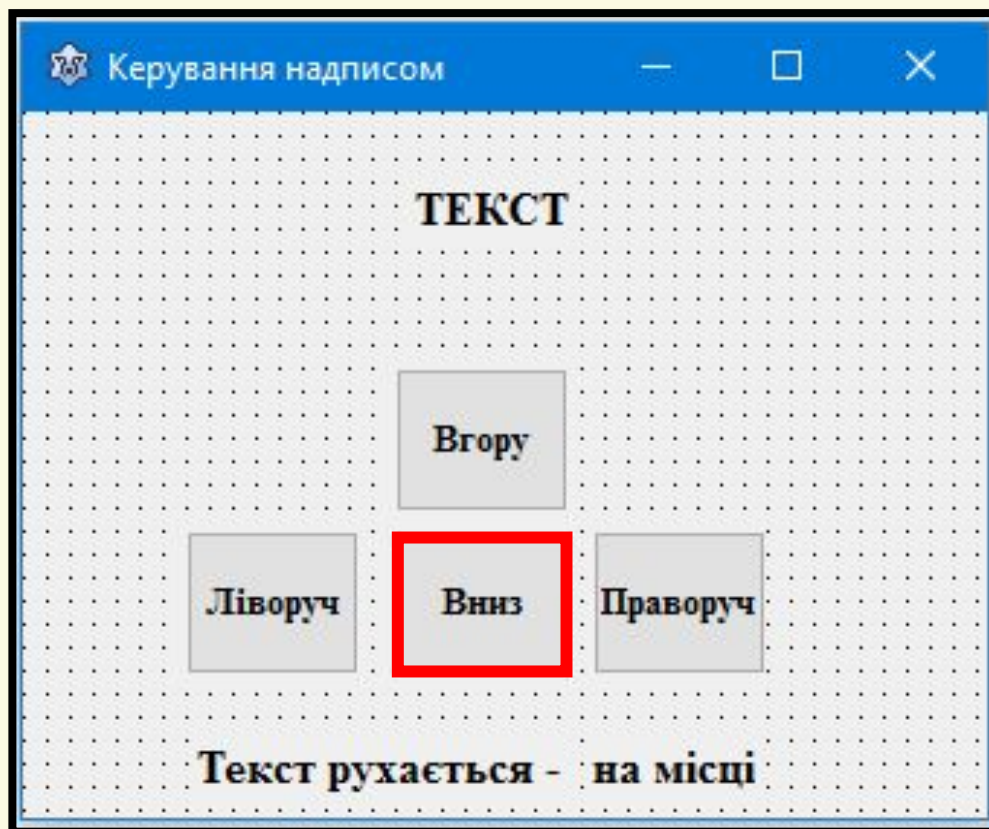 Керування надписом
ТЕКСТ
Вгору
Ліворуч Вниз Праворуч
Текст рухається - на місці